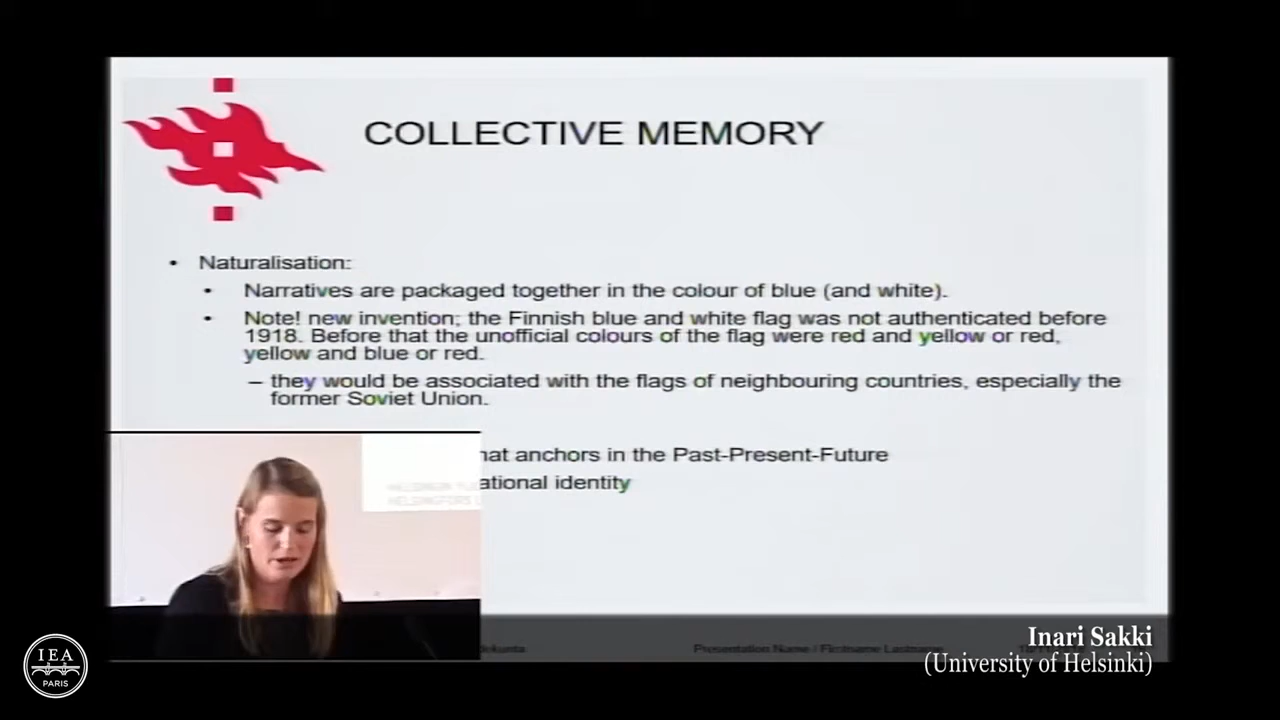 COLLECTIVE MEMORY
• Naturalisation:
• Narratives are packaged together in the colour of blue (and white).
• Note! new invention; the Finnish blue and white flag was not authenticated before
1918. Before that the unofficial colours of the flag were red and yellow or red,
yellow and blue or red.
– they would be associated with the flags of neighbouring countries, especially the
former Soviet Union.
anchors in the Past-Present-Future
identity
Presentation Name / Firstname Lastname
Inari Sakki
(University of Helsinki)
IEA
PARIS